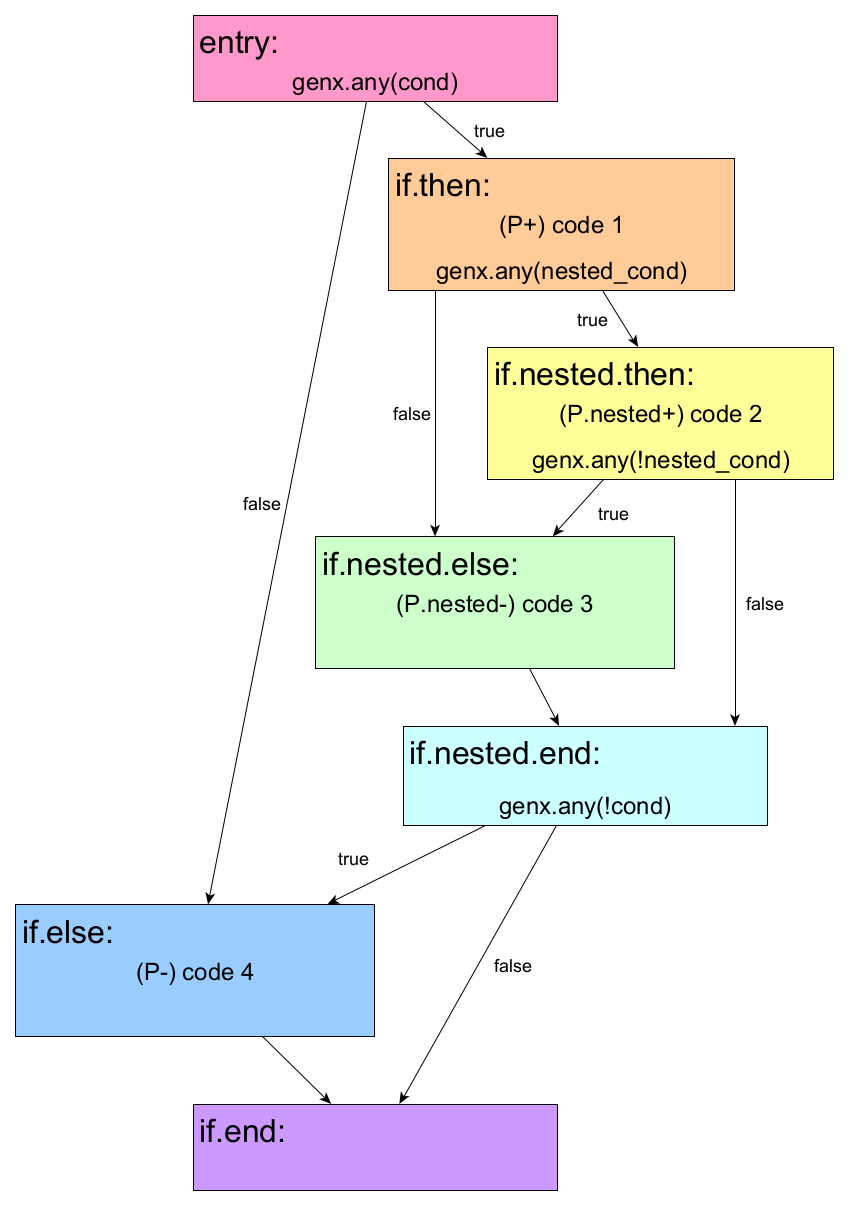 entry:
genx.any(cond)
true
if.then:
(P+) code 1
genx.any(nested_cond)
true
if.nested.then:
(P.nested+) code 2
false
genx.any(!nested_cond)
false
true
if.nested.else:
(P.nested-) code 3
false
if.nested.end:
genx.any(!cond)
true
if.else:
(P-) code 4
false
if.end: